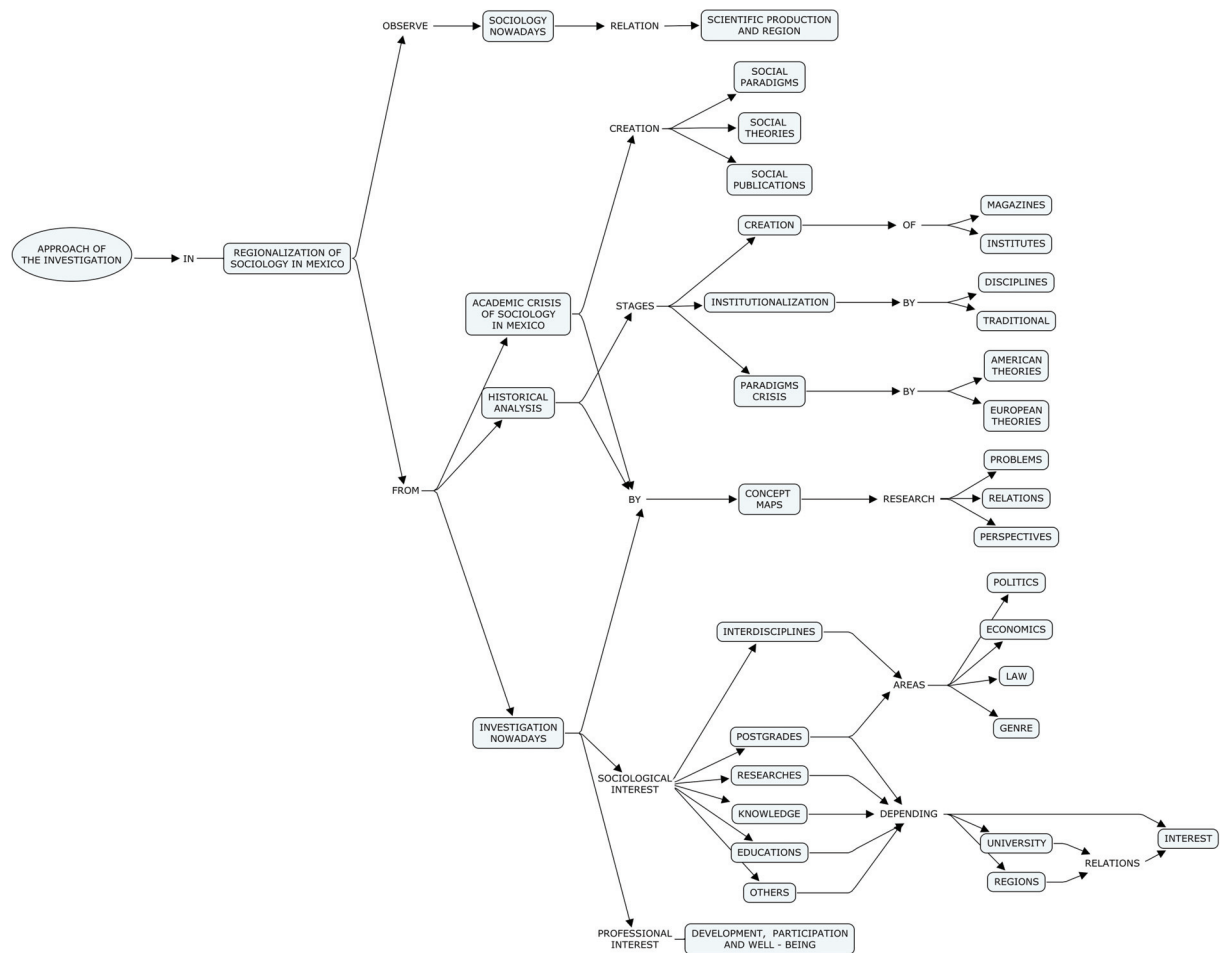 OBSERVE
SOCIOLOGY
NOWADAYS
RELATION
SCIENTIFIC PRODUCTION
AND REGION
SOCIAL
PARADIGMS
CREATION
SOCIAL
THEORIES
SOCIAL
PUBLICATIONS
APPROACH OF
THE INVESTIGATION
IN
REGIONALIZATION OF
SOCIOLOGY IN MEXICO
ACADEMIC CRISIS
OF SOCIOLOGY
IN MEXICO
HISTORICAL
ANALYSIS
STAGES
CREATION
OF
MAGAZINES
INSTITUTES
INSTITUTIONALIZATION
BY
DISCIPLINES
TRADITIONAL
PARADIGMS
CRISIS
BY
AMERICAN
THEORIES
EUROPEAN
THEORIES
FROM
BY
CONCEPT
MAPS
RESEARCH
PROBLEMS
RELATIONS
PERSPECTIVES
INVESTIGATION
NOWADAYS
SOCIOLOGICAL
INTEREST
INTERDISCIPLINES
AREAS
POLITICS
ECONOMICS
LAW
GENRE
POSTGRADES
RESEARCHES
KNOWLEDGE
EDUCATIONS
OTHERS
DEPENDING
UNIVERSITY
REGIONS
RELATIONS
INTEREST
PROFESSIONAL
INTEREST
DEVELOPMENT, PARTICIPATION
AND WELL - BEING